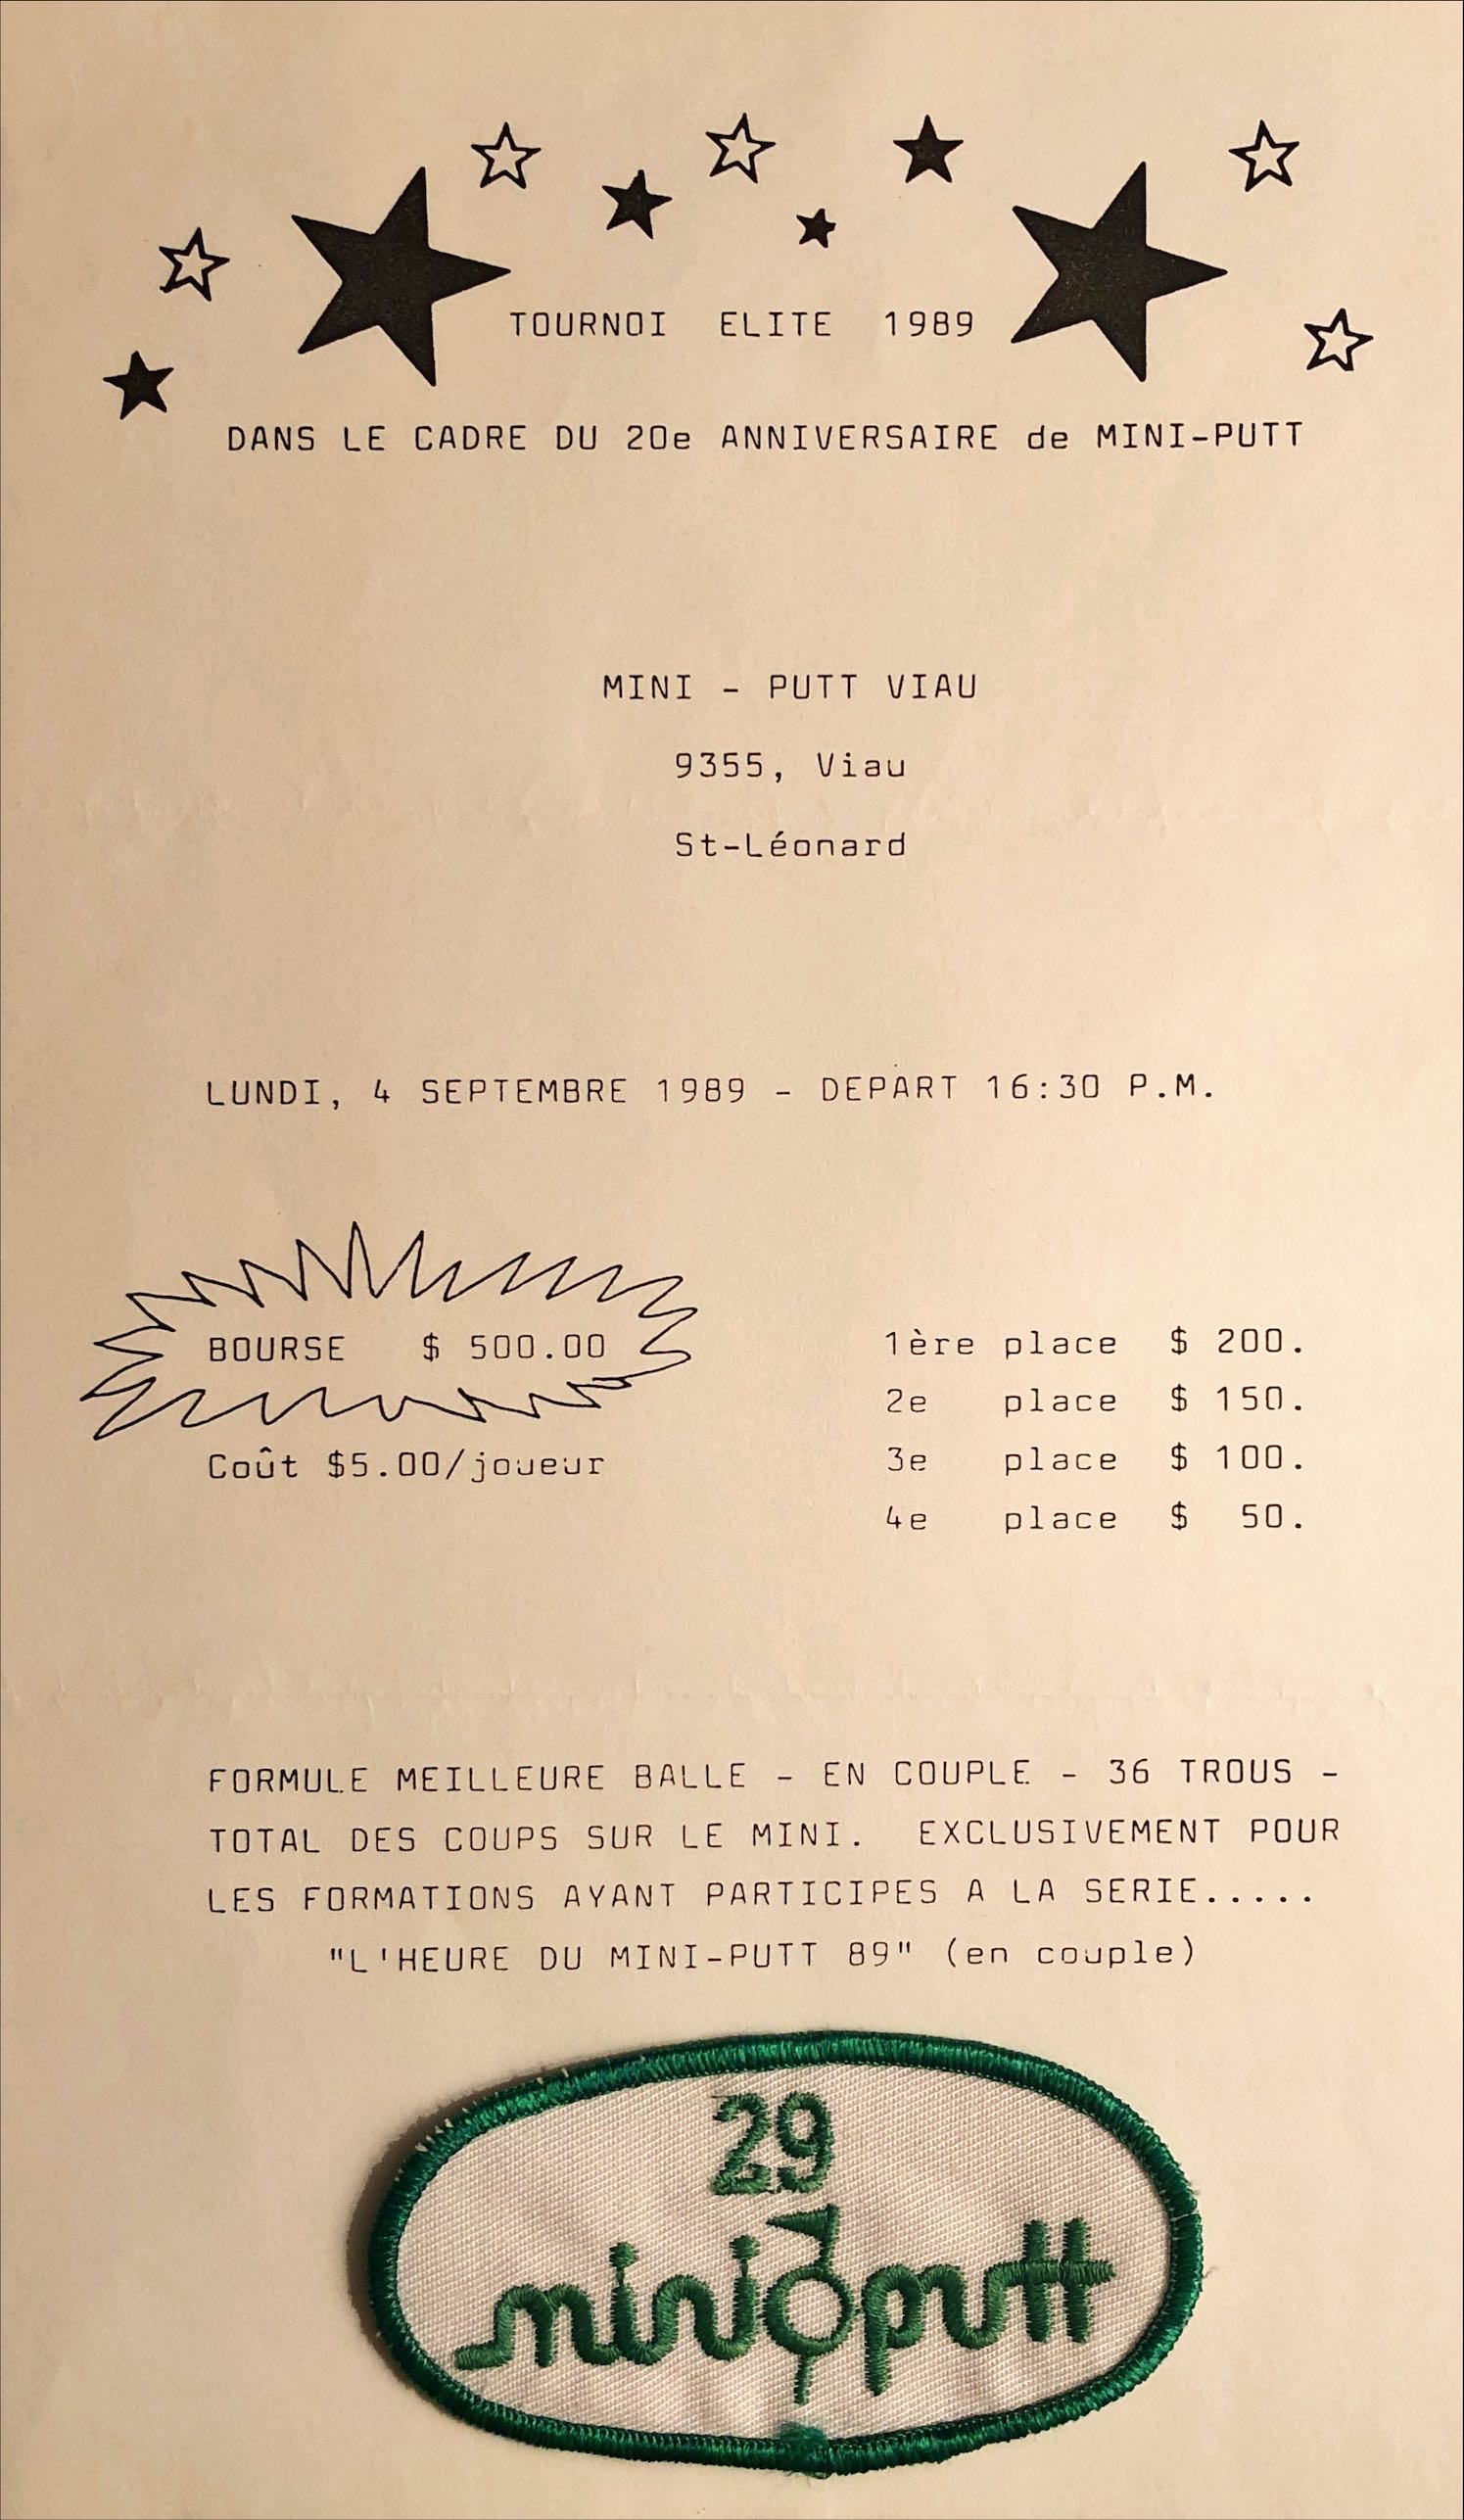 TOURNOI ELITE 1989
DANS LE CADRE DU 20e ANNIVERSAIRE de MINI-PUTT
MINI - PUTT VIAU
9355, Viau
St-Léonard
LUNDI, 4 SEPTEMBRE 1989 - DEPART 16:30 P.M.
BOURSE $ 500.00
Coût $5.00/joueur
1ère place $ 200.
2e place $ 150.
3e place $ 100.
4e place $ 50.
FORMULE MEILLEURE BALLE - EN COUPLE - 36 TROUS -
TOTAL DES COUPS SUR LE MINI. EXCLUSIVEMENT POUR
LES FORMATIONS AYANT PARTICIPES A LA SERIE.....
"L'HEURE DU MINI-PUTT 89" (en couple)
29
mini putt